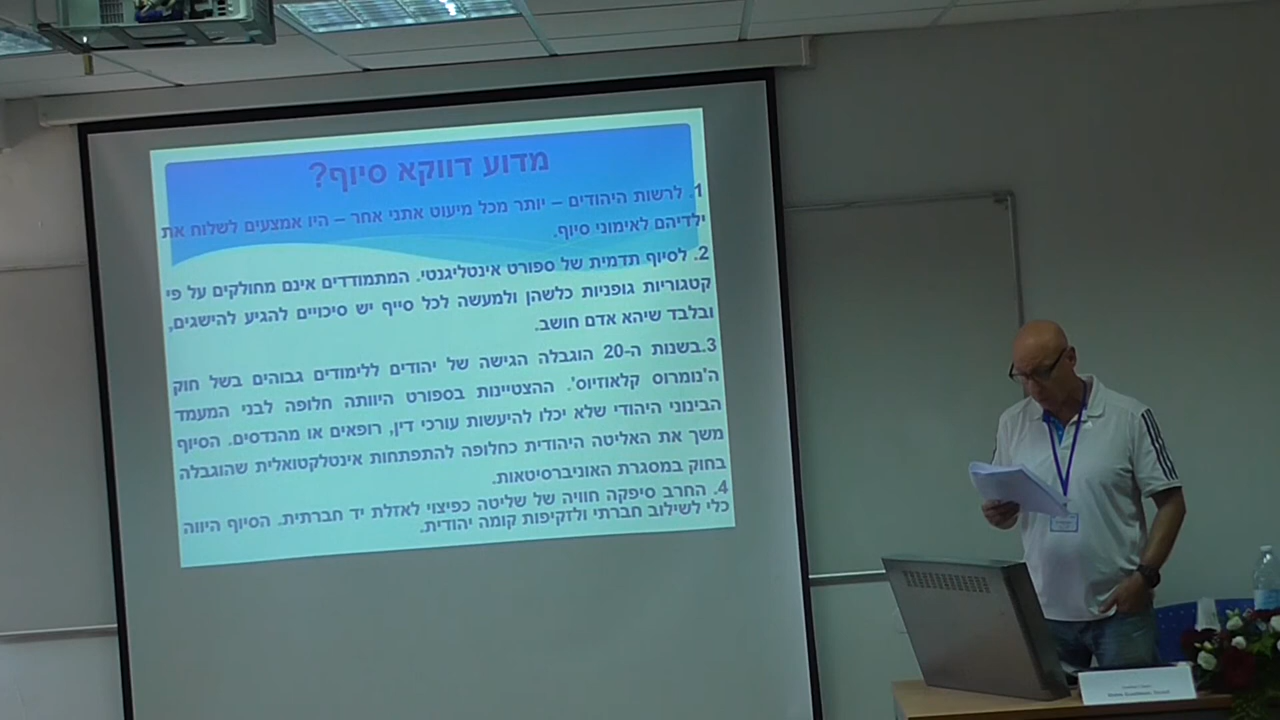 מדוע דווקא סיוף?
1. לרשות היהודים – יותר מכל מיעוט אתני אחר – היו אמצעים לשלוח את
ילדיהם לאימוני סיוף.
2. לסיוף תדמית של ספורט אינטליגנטי. המתמודדים אינם מחולקים על פי
קטגוריות גופניות כלשהן ולמעשה לכל סייף יש סיכויים להגיע להישגים,
ובלבד שיהא אדם חושב.
3.בשנות ה-20 הוגבלה הגישה של יהודים ללימודים גבוהים בשל חוק
ה'נומרוס קלאוזיוס'. ההצטיינות בספורט היוותה חלופה לבני המעמד
הבינוני היהודי שלא יכלו להיעשות עורכי דין, רופאים או מהנדסים. הסיוף
משך את האליטה היהודית כחלופה להתפתחות אינטלקטואלית שהוגבלה
בחוק במסגרת האוניברסיטאות.
4. החרב סיפקה חוויה של שליטה כפיצוי לאזלת יד חברתית. הסיוף היווה
כלי לשילוב חברתי ולזקיפות קומה יהודית.